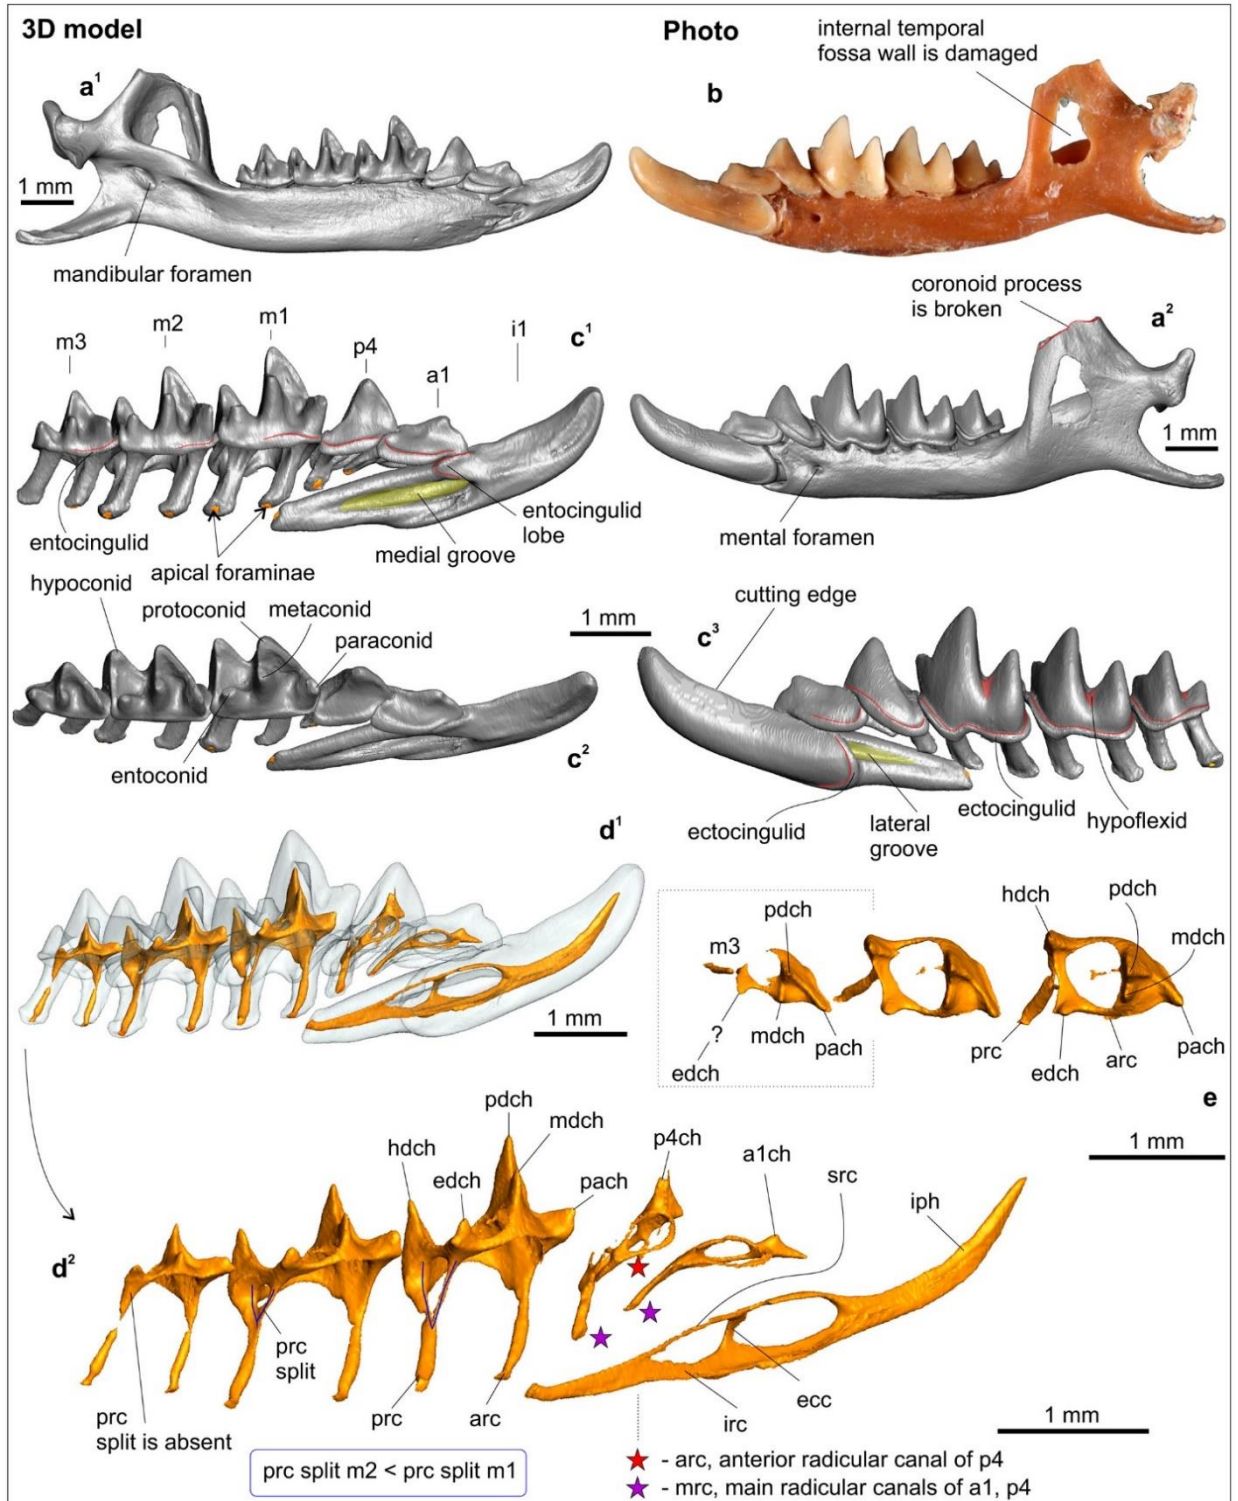 3D model
Photo
internal temporal
fossa wall is damaged
a1
b
1 mm
mandibular foramen
coronoid process
is broken
a2
m3
m2
m1
p4
a1
i1
c1
1 mm
entocingulid
apical foraminae
medial groove
entocingulid
lobe
mental foramen
hypoconid
protoconid
metaconid
paraconid
1 mm
cutting edge
c3
entoconid
c2
ectocingulid
lateral
groove
ectocingulid
hypoflexid
d1
1 mm
pdch
m3
?
edch
mdch
pach
hdch
pdch
mdch
prc
edch
arc
pach
e
1 mm
d2
hdch
edch
pdch
mdch
pach
p4ch
a1ch
src
iph
prc
split
prc
split is absent
prc
arc
irc
ecc
1 mm
prc split m2 < prc split m1
★ - arc, anterior radicular canal of p4
★ - mrc, main radicular canals of a1, p4